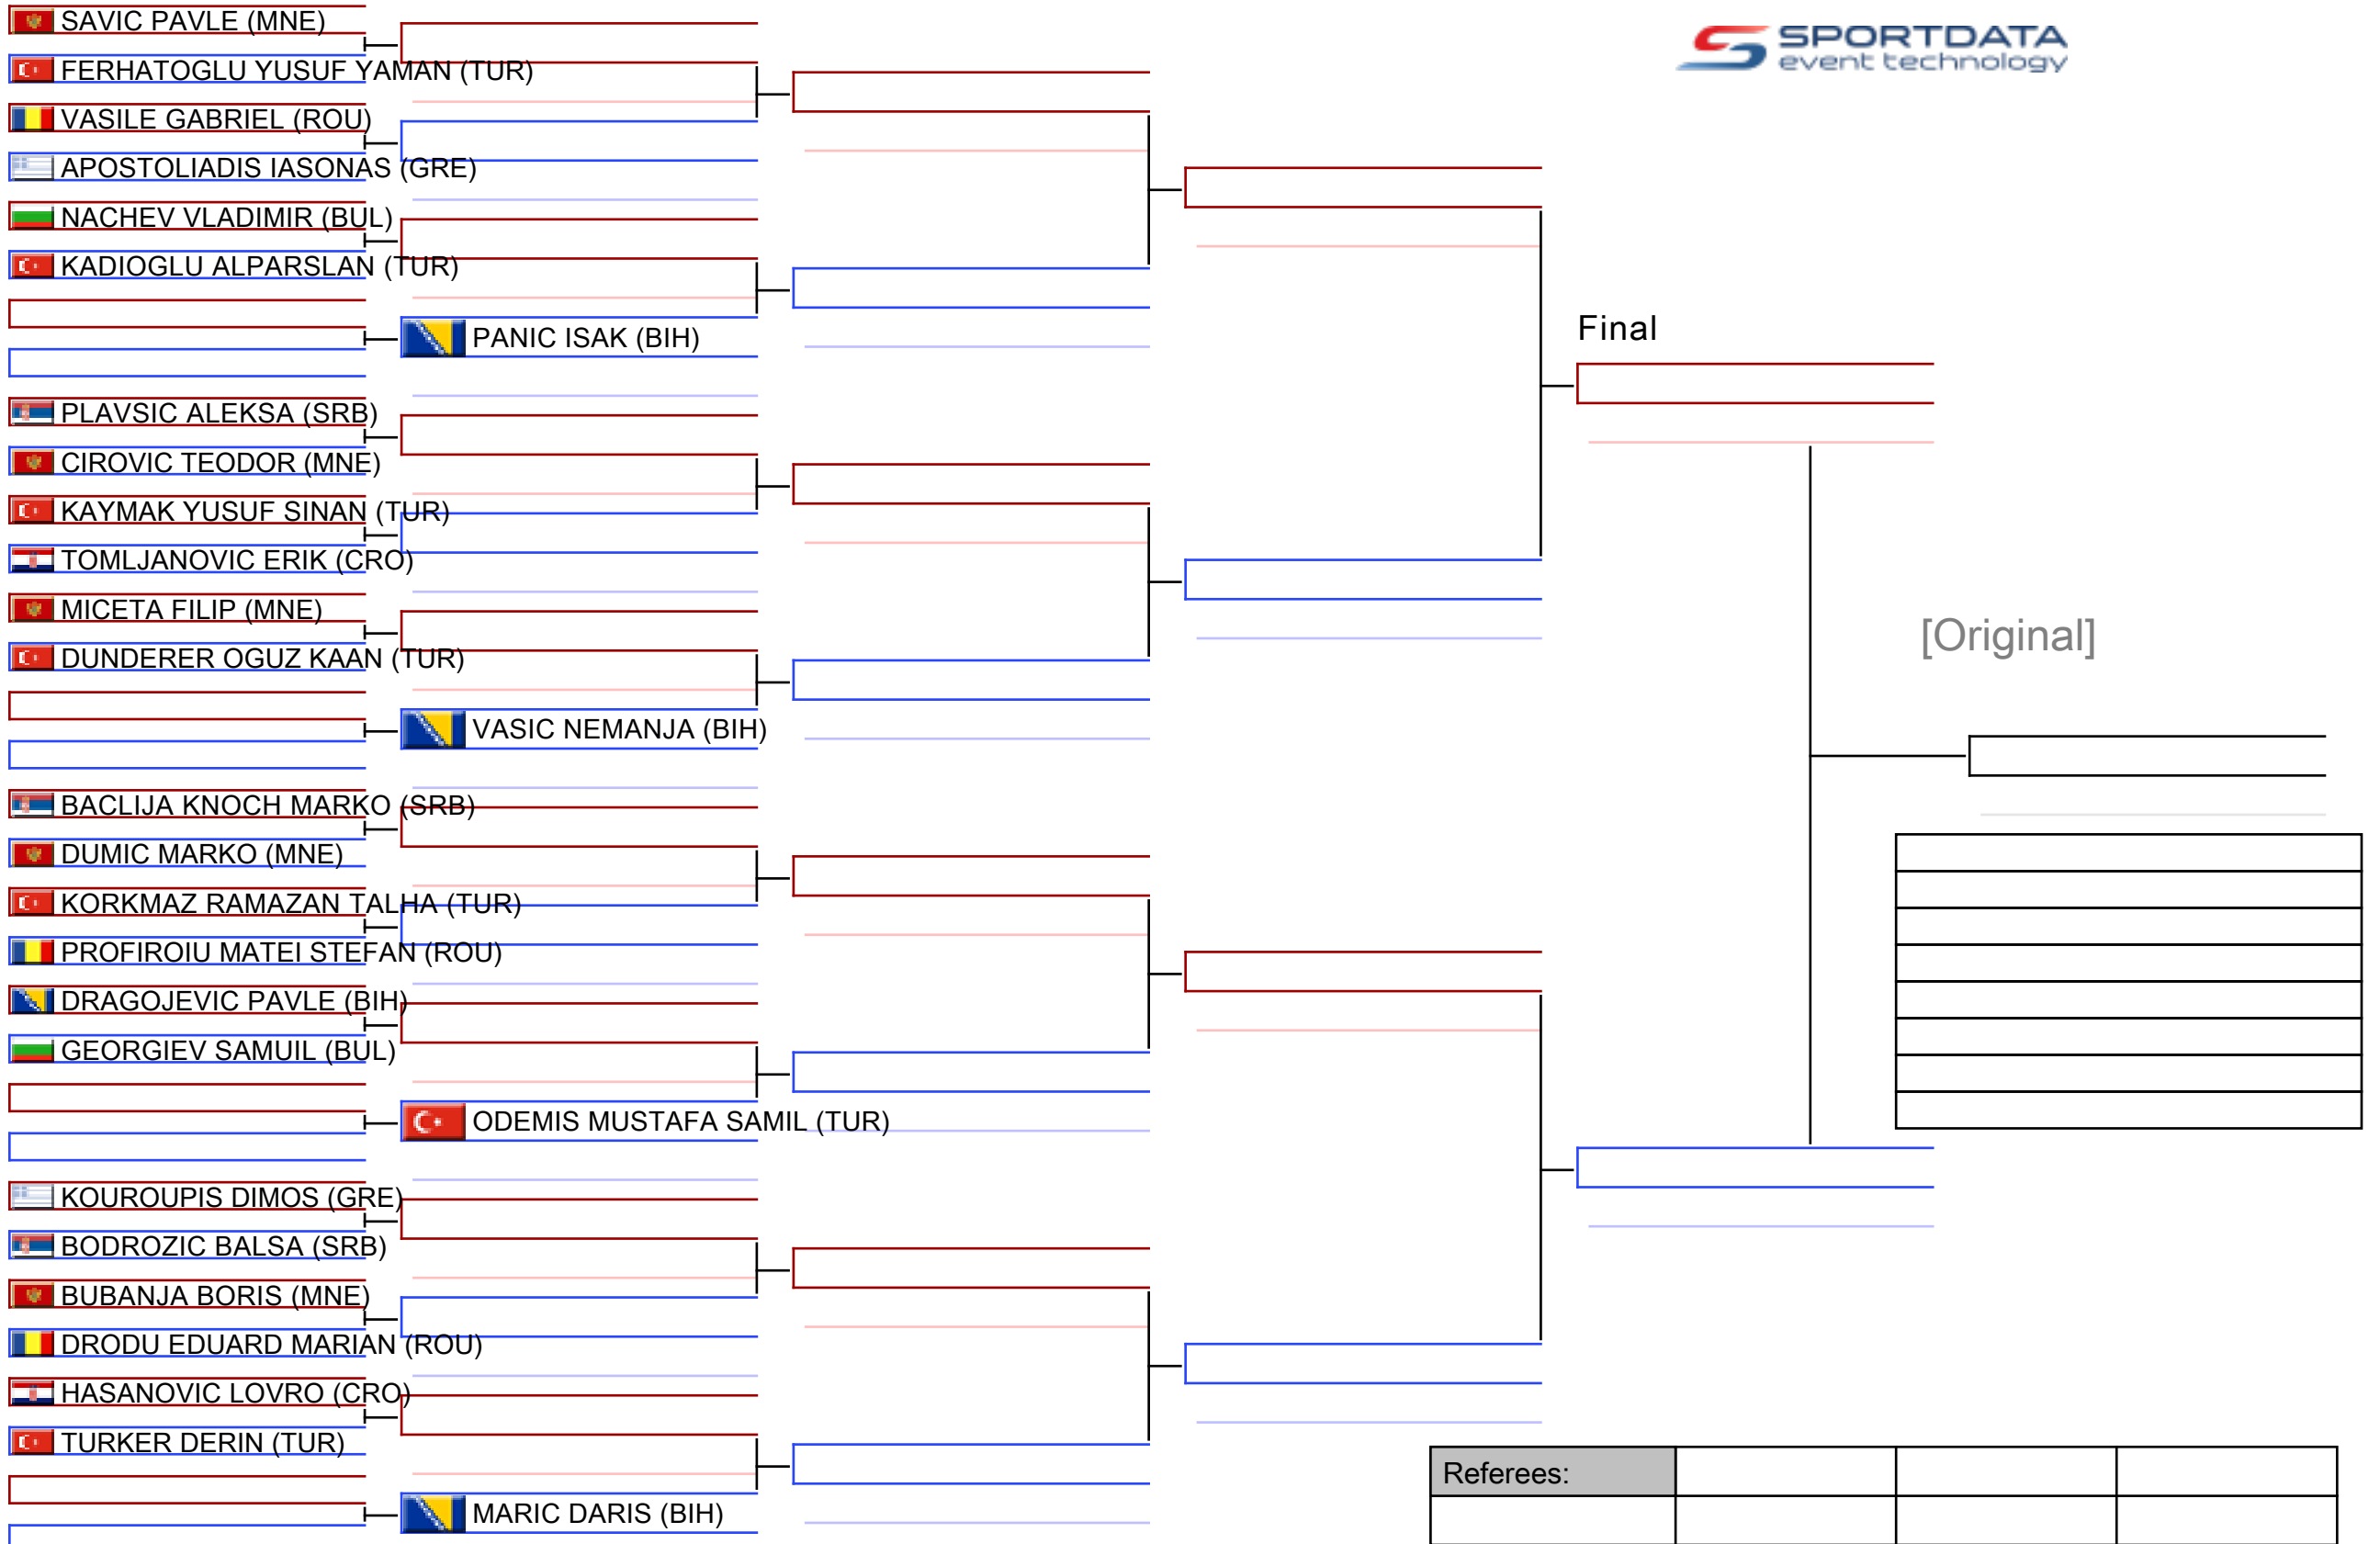 SAVIC PAVLE (MNE)
SPORTDATA
event technology
FERHATOGLU YUSUF YAMAN (TUR)
VASILE GABRIEL (ROU)
APOSTOLIADIS IASONAS (GRE)
NACHEV VLADIMIR (BUL)
KADIOGLU ALPARSLAN (TUR)
Final
PANIC ISAK (BIH)
PLAVSIC ALEKSA (SRB)
CIROVIC TEODOR (MNE)
KAYMAK YUSUF SINAN (TUR)
TOMLJANOVIC ERIK (CRO)
MICETA FILIP (MNE)
[Original]
DUNDERER OGUZ KAAN (TUR)
VASIC NEMANJA (BIH)
BACLIJA KNOCH MARKO (SRB)
DUMIC MARKO (MNE)
KORKMAZ RAMAZAN TALHA (TUR)
PROFIROIU MATEI STEFAN (ROU)
DRAGOJEVIC PAVLE (BIH)
GEORGIEV SAMUIL (BUL)
ODEMIS MUSTAFA SAMIL (TUR)
KOUROUPIS DIMOS (GRE)
BODROZIC BALSA (SRB)
BUBANJA BORIS (MNE)
DRODU EDUARD MARIAN (ROU)
HASANOVIC LOVRO (CRO)
TURKER DERIN (TUR)
Referees:
MARIC DARIS (BIH)